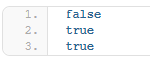 1. false
2. true
3. true